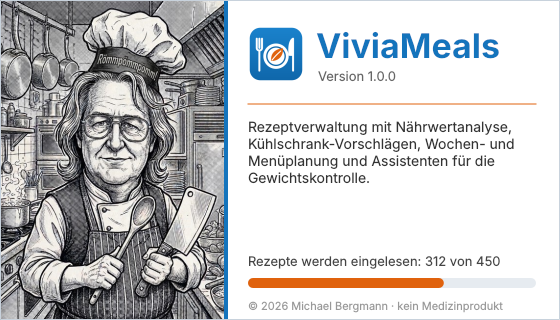 Rommpommpomm!
ViviaMeals
Version 1.0.0
Rezeptverwaltung mit Nährwertanalyse,
Kühlschrank-Vorschlägen, Wochen- und
Menüplanung und Assistenten für die
Gewichtskontrolle.
Rezepte werden eingelesen: 312 von 450
© 2026 Michael Bergmann · kein Medizinprodukt